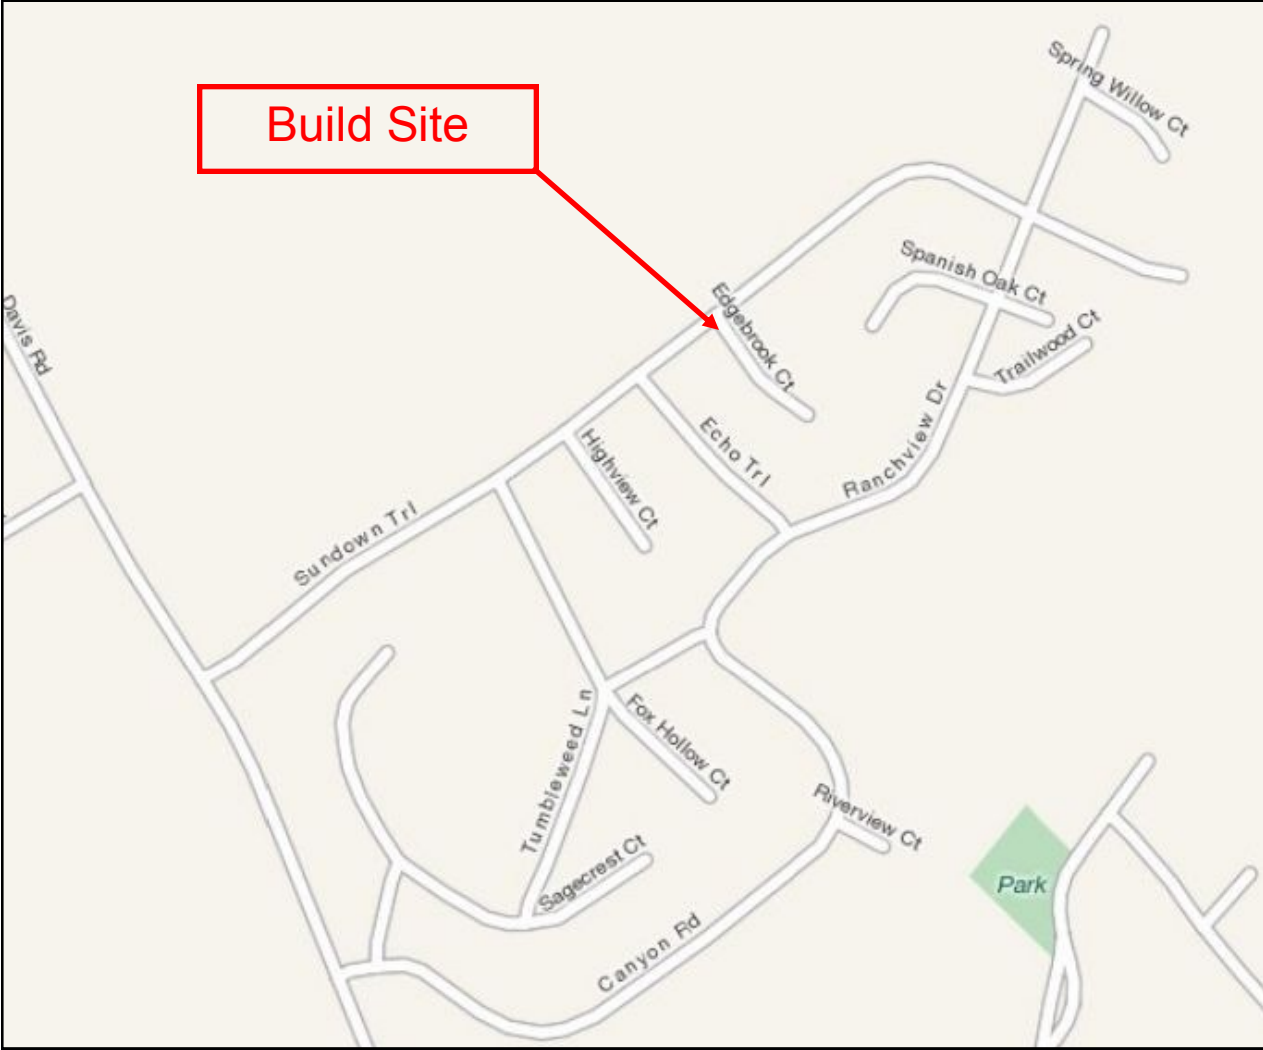 Spring Willow Ct
Build Site
Spanish Oak Ct
Edgebrook Ct
Davis Rd
Trailwood Ct
Ranchview Dr
Echo Trl
Highview Ct
Sundown Trl
Tumbleweed Ln
Fox Hollow Ct
Riverview Ct
Sagecrest Ct
Park
Canyon Rd